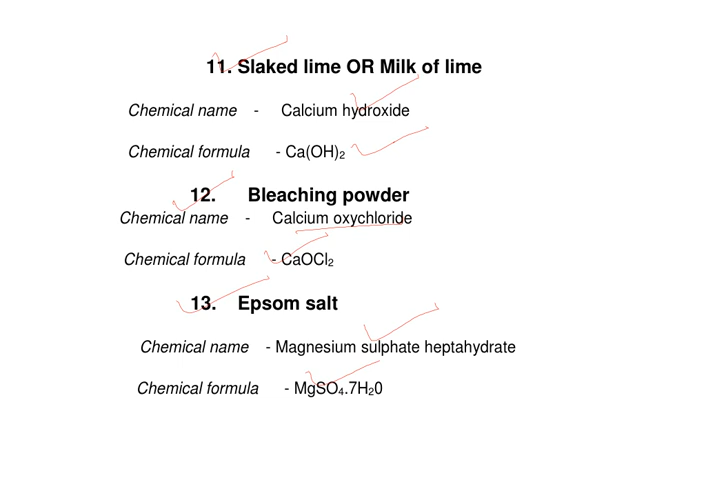 11. Slaked lime OR Milk of lime
Chemical name - Calcium hydroxide
Chemical formula - Ca(OH)₂
12. Bleaching powder
Chemical name - Calcium oxychloride
Chemical formula - CaOCl₂
13. Epsom salt
Chemical name - Magnesium sulphate heptahydrate
Chemical formula - MgSO₄.7H₂0